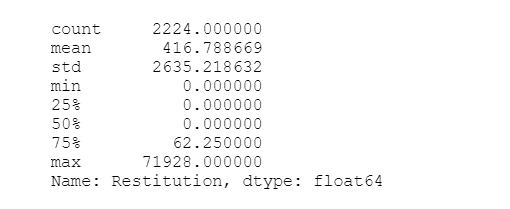 count 2224.000000
mean 416.788669
std 2635.218632
min 0.000000
25% 0.000000
50% 0.000000
75% 62.250000
max 71928.000000
Name: Restitution, dtype: float64